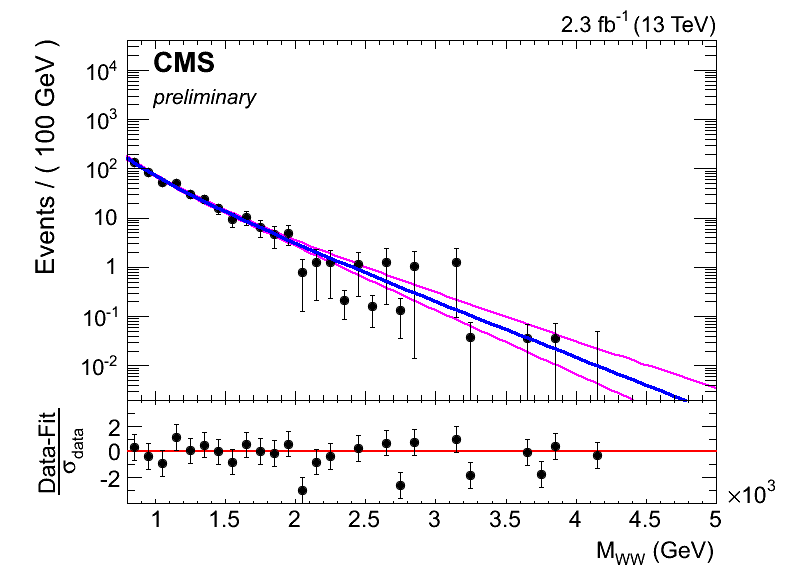 2.3 fb⁻¹ (13 TeV)
CMS
preliminary
Events / ( 100 GeV )
10⁴
10³
10²
10
1
10⁻¹
10⁻²
Data-Fit
σ_data
2
0
-2
1 1.5 2 2.5 3 3.5 4 4.5 5
×10³
M_WW (GeV)